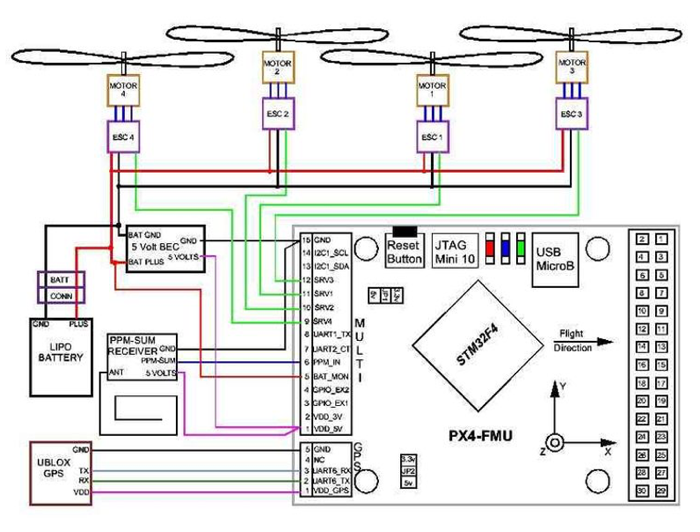 MOTOR
4
MOTOR
2
MOTOR
1
MOTOR
3
ESC 4
ESC 2
ESC 1
ESC 3
BAT GND
GND
5 Volt BEC
5 VOLTS
BAT PLUS
BATT
CONN
GND
PLUS
LIPO
BATTERY
PPM-SUM
RECEIVER
GND
PPM-SUM
ANT
5 VOLTS
UBLOX
GPS
GND
TX
RX
VDD
15 GND
14 I2C1_SCL
13 I2C1_SDA
12 SRV3
11 SRV1
10 SRV2
9 SRV4
8 UART1_TX
7 UART2_CT
6 PPM_IN
5 BAT_MON
4 GPIO_EX2
3 GPIO_EX1
2 VDD_3V
1 VDD_5V
MULTI
5 GND
4 NC
3 UART6_RX
2 UART6_TX
1 VDD_GPS
GPS
Reset
Button
JTAG
Mini 10
USB
MicroB
STM32F4
Flight
Direction
PX4-FMU
Y
Z
X
3.3v
JP2
5v
2 1
4 3
6 5
8 7
10 9
12 11
14 13
16 15
18 17
20 19
22 21
24 23
26 25
28 27
30 29